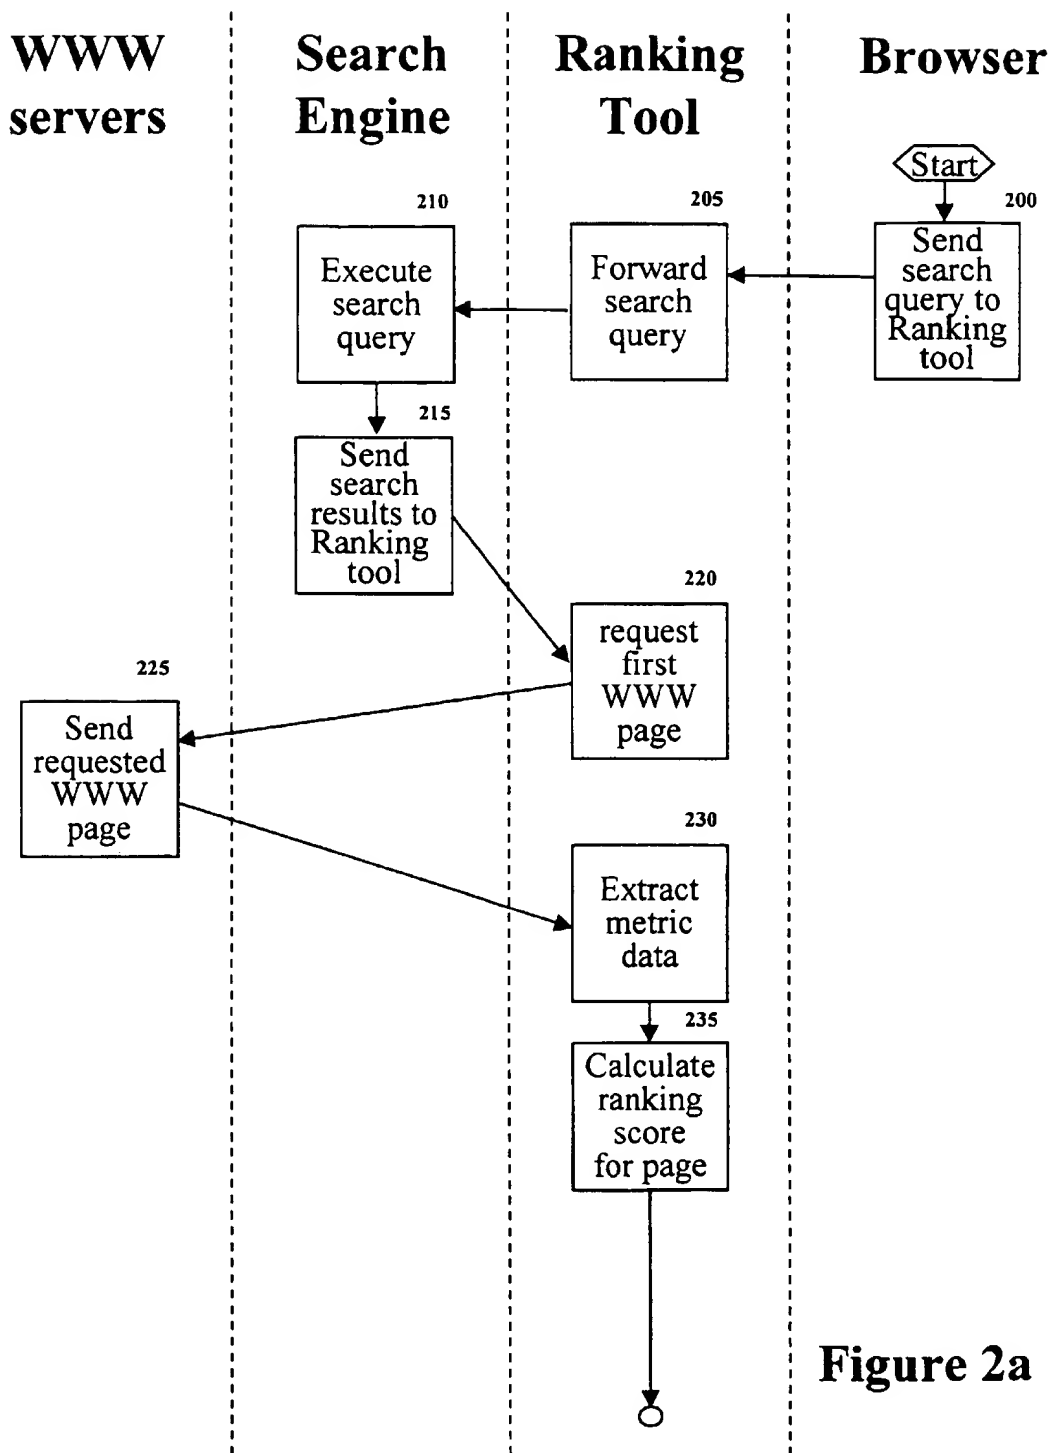 WWW
servers
Search
Engine
Ranking
Tool
Browser
Start
200
Send
search
query to
Ranking
tool
205
Forward
search
query
210
Execute
search
query
215
Send
search
results to
Ranking
tool
220
request
first
WWW
page
225
Send
requested
WWW
page
230
Extract
metric
data
235
Calculate
ranking
score
for page
Figure 2a